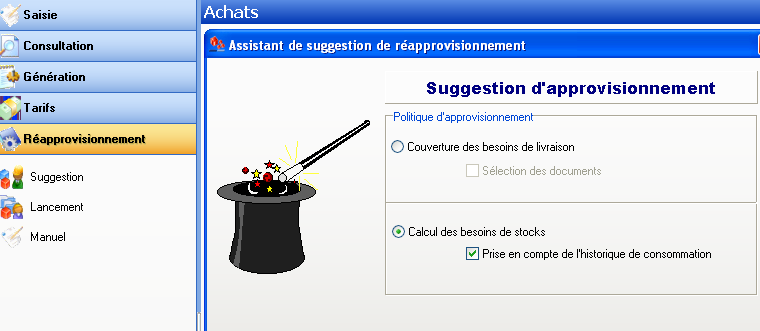 Saisie
Consultation
Génération
Tarifs
Réapprovisionnement
Suggestion
Lancement
Manuel
Achats
Assistant de suggestion de réapprovisionnement
Suggestion d'approvisionnement
Politique d'approvisionnement
Couverture des besoins de livraison
Sélection des documents
Calcul des besoins de stocks
Prise en compte de l'historique de consommation